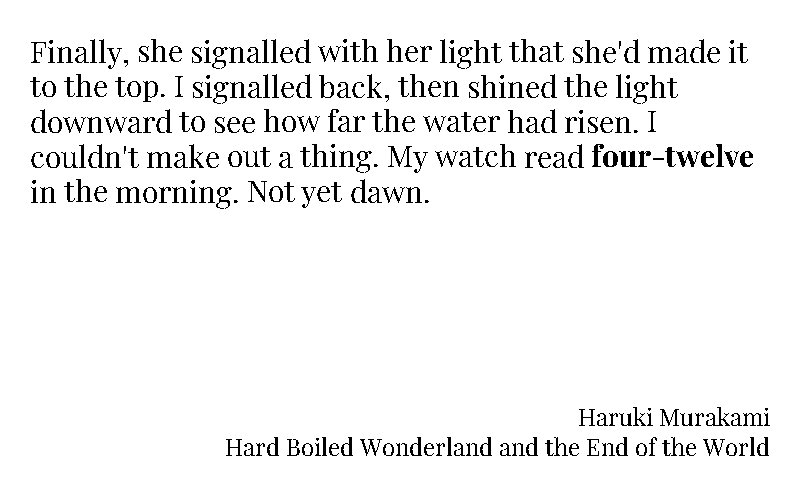 Finally, she signalled with her light that she'd made it
to the top. I signalled back, then shined the light
downward to see how far the water had risen. I
couldn't make out a thing. My watch read four-twelve
in the morning. Not yet dawn.
Haruki Murakami
Hard Boiled Wonderland and the End of the World